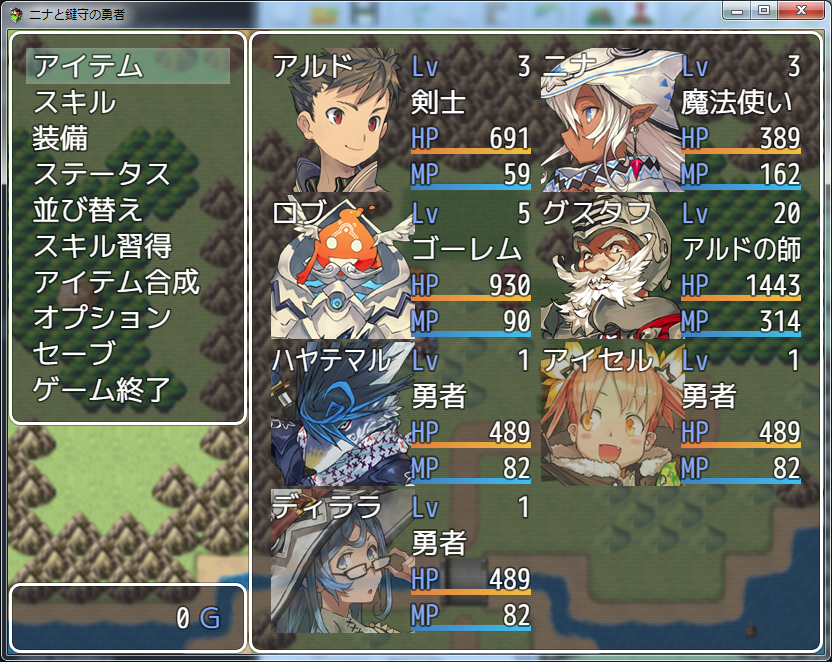 ニナと鍵守の勇者
アイテム
スキル
装備
ステータス
並び替え
スキル習得
アイテム合成
オプション
セーブ
ゲーム終了
0 G
アルド Lv 3
剣士
HP 691
MP 59
ニナ Lv 3
魔法使い
HP 389
MP 162
ロブ Lv 5
ゴーレム
HP 930
MP 90
グスタフ Lv 20
アルドの師
HP 1443
MP 314
ハヤテマル Lv 1
勇者
HP 489
MP 82
アイセル Lv 1
勇者
HP 489
MP 82
ディララ Lv 1
勇者
HP 489
MP 82